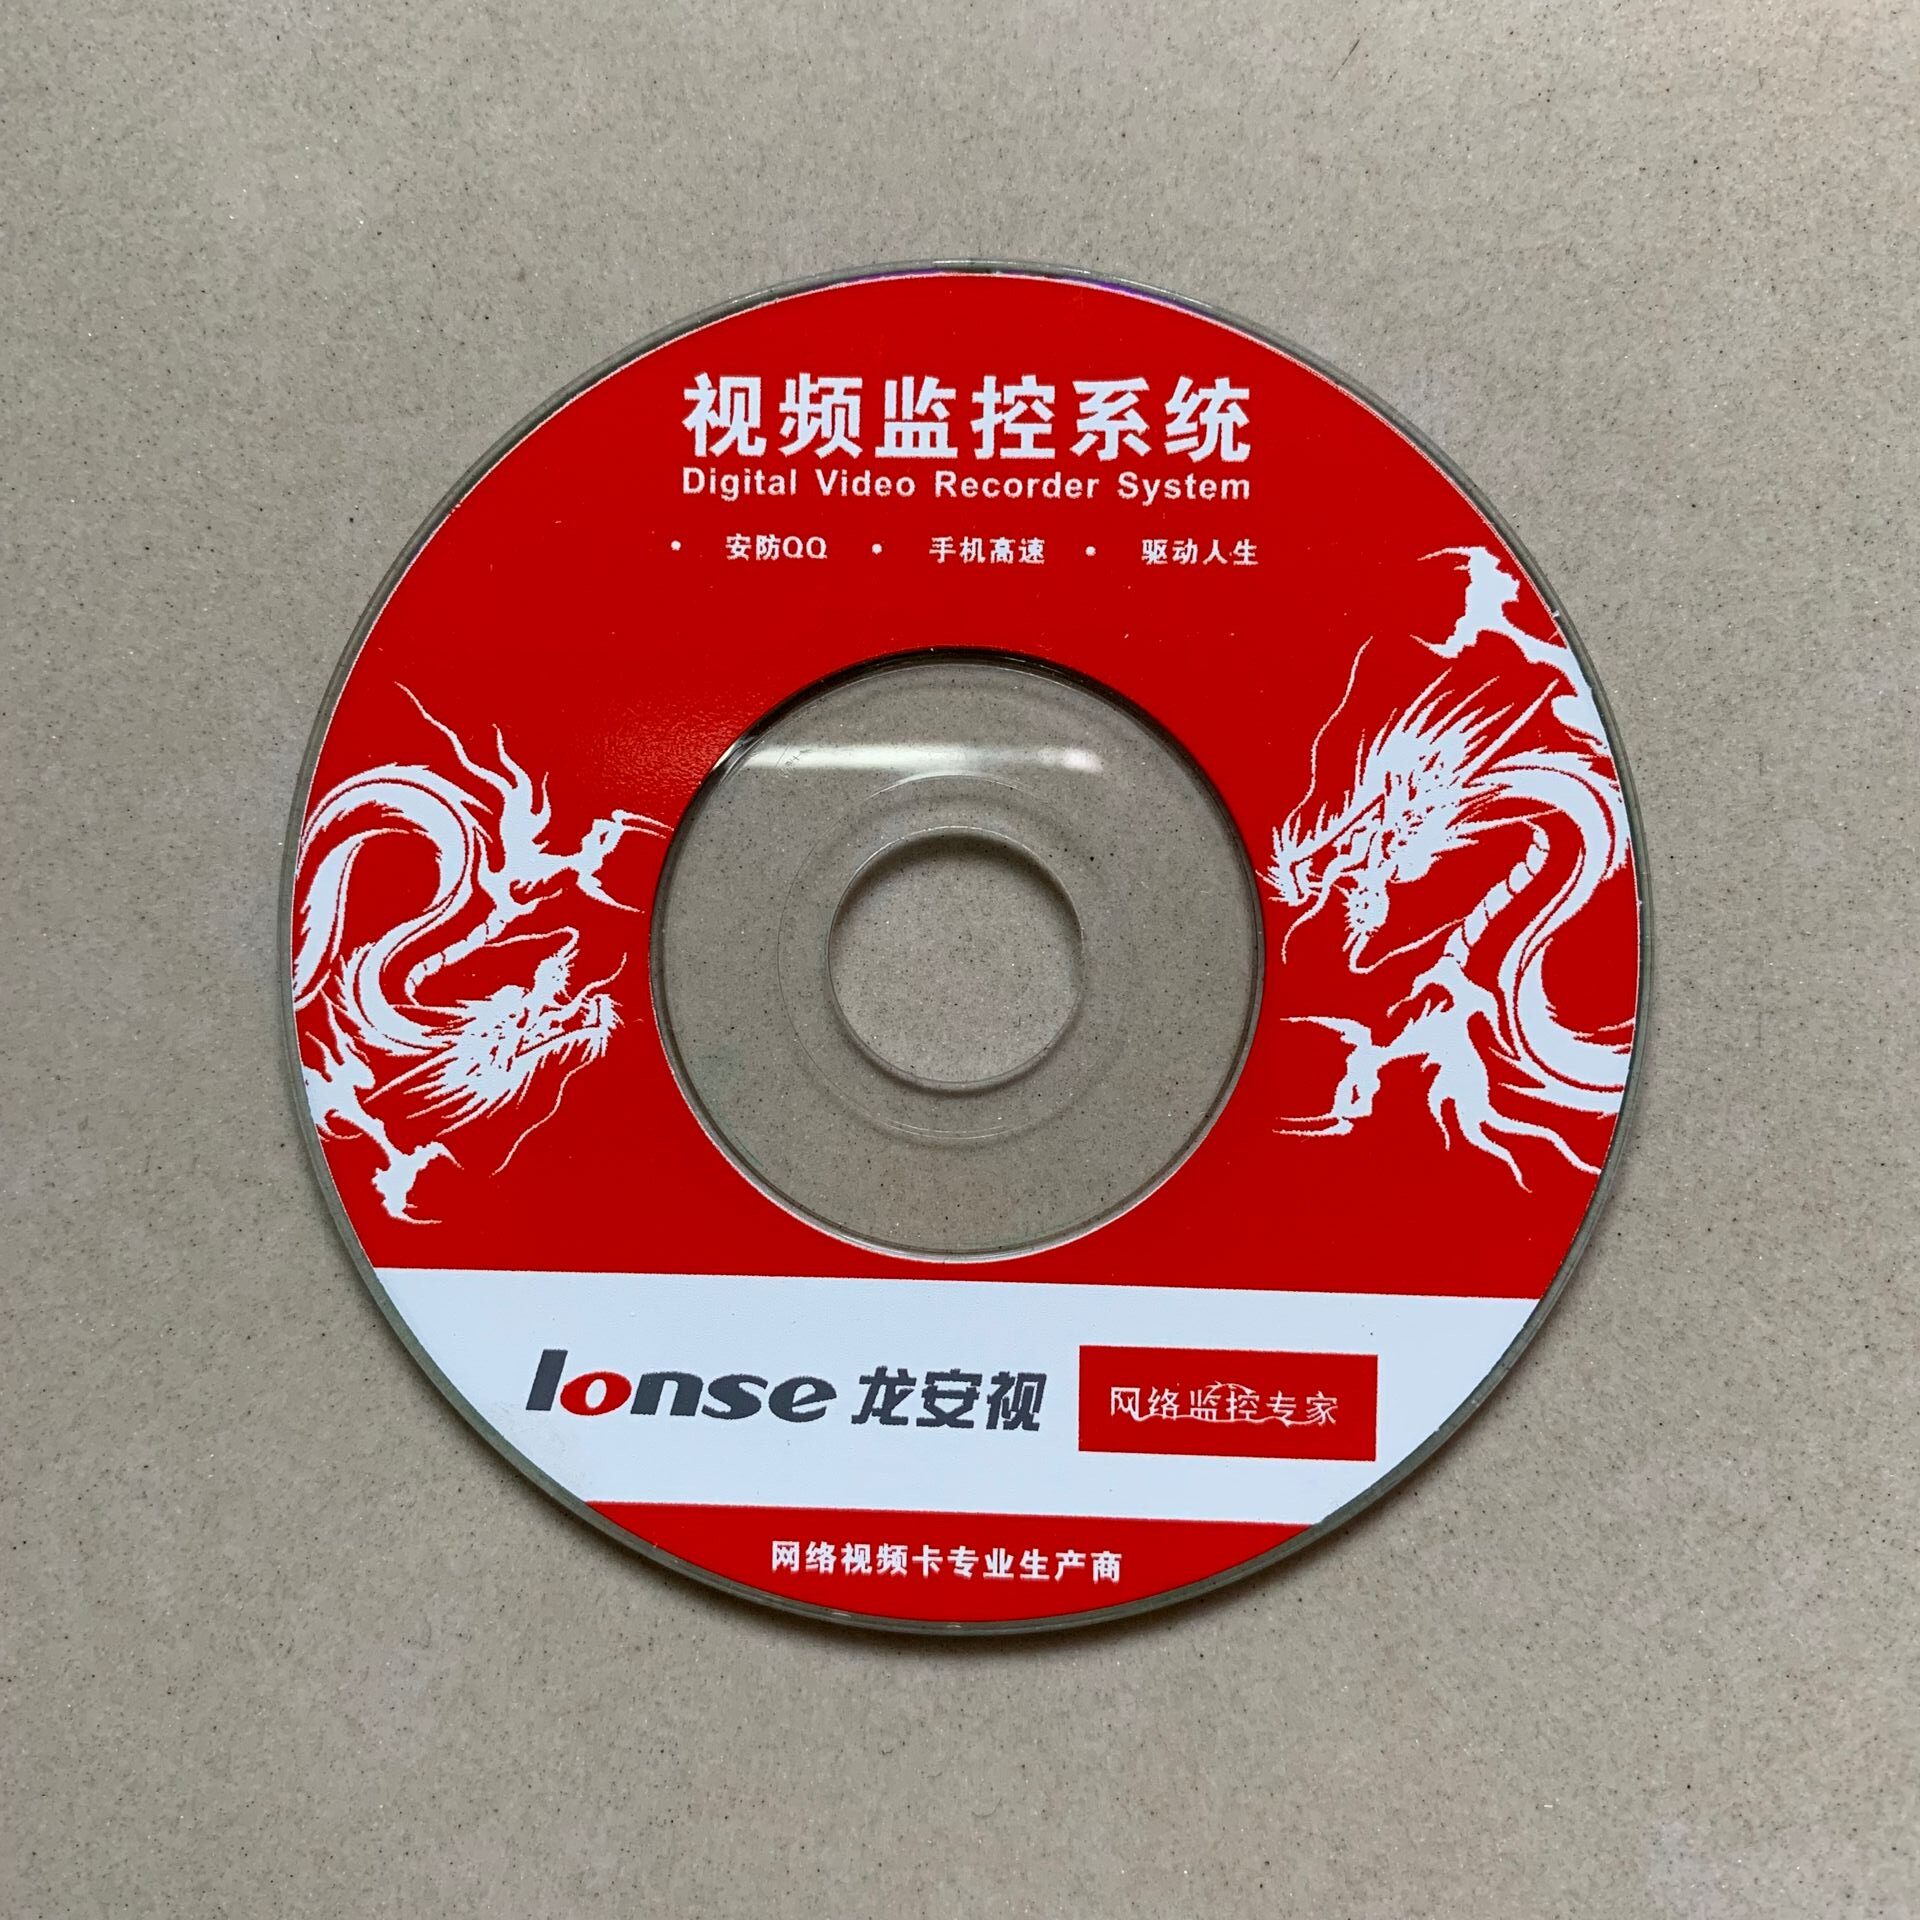 视频监控系统
Digital Video Recorder System
• 安防QQ • 手机高速 • 驱动人生
lonse 龙安视 网络监控专家
网络视频卡专业生产商